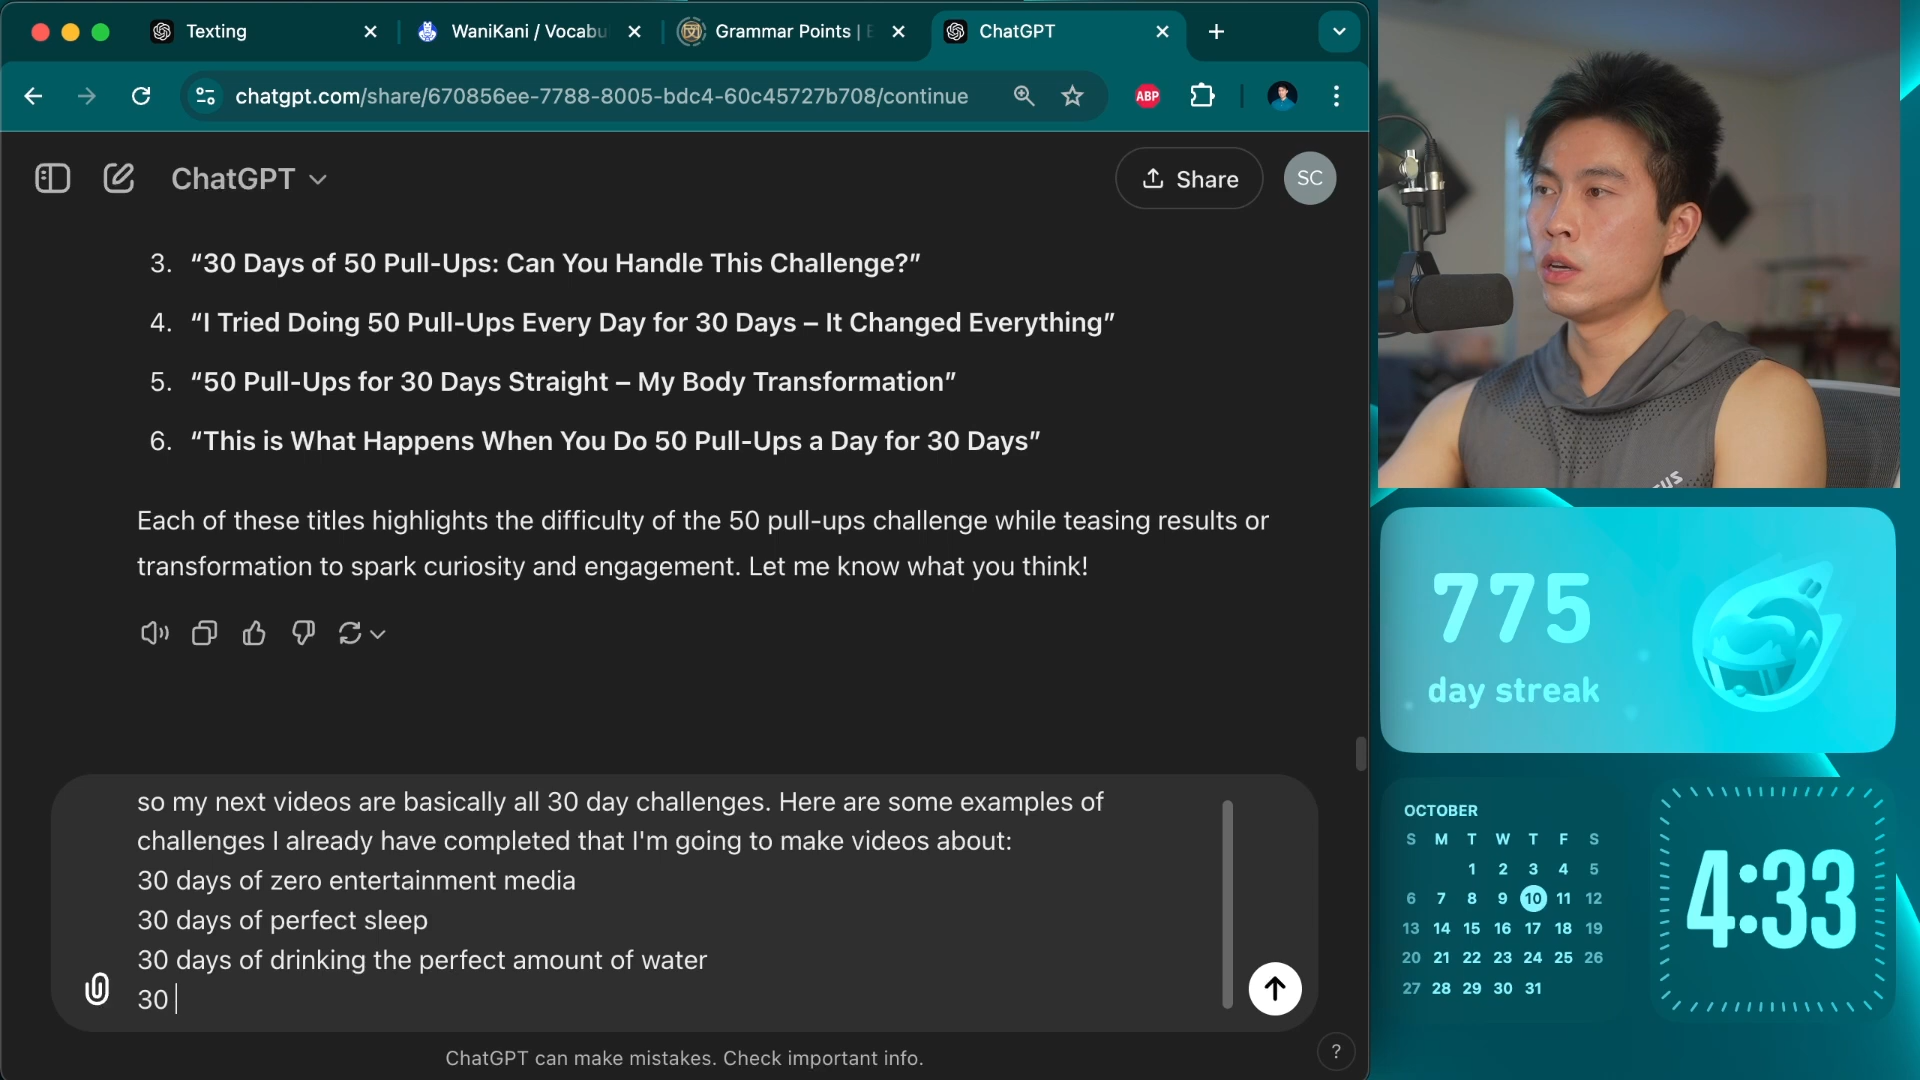 Texting
WaniKani / Vocabu
Grammar Points |
ChatGPT
chatgpt.com/share/670856ee-7788-8005-bdc4-60c45727b708/continue
ABP
ChatGPT
Share
SC
3. “30 Days of 50 Pull-Ups: Can You Handle This Challenge?”
4. “I Tried Doing 50 Pull-Ups Every Day for 30 Days – It Changed Everything”
5. “50 Pull-Ups for 30 Days Straight – My Body Transformation”
6. “This is What Happens When You Do 50 Pull-Ups a Day for 30 Days”
Each of these titles highlights the difficulty of the 50 pull-ups challenge while teasing results or
transformation to spark curiosity and engagement. Let me know what you think!
so my next videos are basically all 30 day challenges. Here are some examples of
challenges I already have completed that I'm going to make videos about:
30 days of zero entertainment media
30 days of perfect sleep
30 days of drinking the perfect amount of water
30
ChatGPT can make mistakes. Check important info.
?
775
day streak
OCTOBER
S M T W T F S
1 2 3 4 5
6 7 8 9 10 11 12
13 14 15 16 17 18 19
20 21 22 23 24 25 26
27 28 29 30 31
4:33